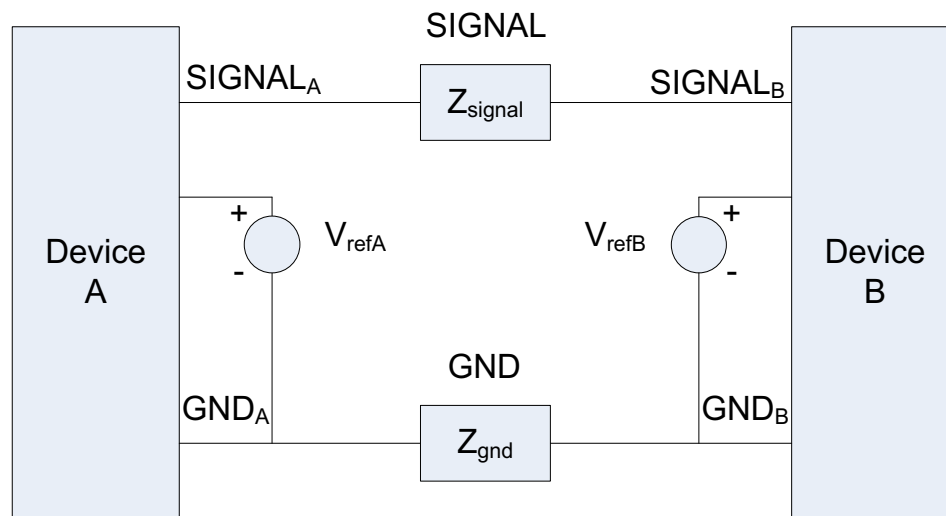 SIGNAL
SIGNALA
SIGNALB
Zsignal
+
+
VrefA
VrefB
-
-
Device
A
Device
B
GND
GNDA
GNDB
Zgnd